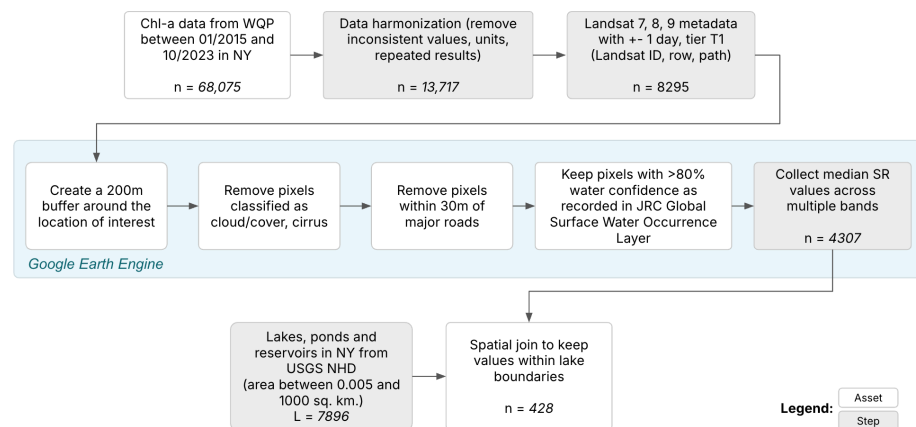 Chl-a data from WQP
between 01/2015 and
10/2023 in NY
n = 68,075
Data harmonization (remove
inconsistent values, units,
repeated results)
n = 13,717
Landsat 7, 8, 9 metadata
with +- 1 day, tier T1
(Landsat ID, row, path)
n = 8295
Create a 200m
buffer around the
location of interest
Remove pixels
classified as
cloud/cover, cirrus
Remove pixels
within 30m of
major roads
Keep pixels with >80%
water confidence as
recorded in JRC Global
Surface Water Occurrence
Layer
Collect median SR
values across
multiple bands
n = 4307
Google Earth Engine
Lakes, ponds and
reservoirs in NY from
USGS NHD
(area between 0.005 and
1000 sq. km.)
L = 7896
Spatial join to keep
values within lake
boundaries
n = 428
Legend:
Asset
Step